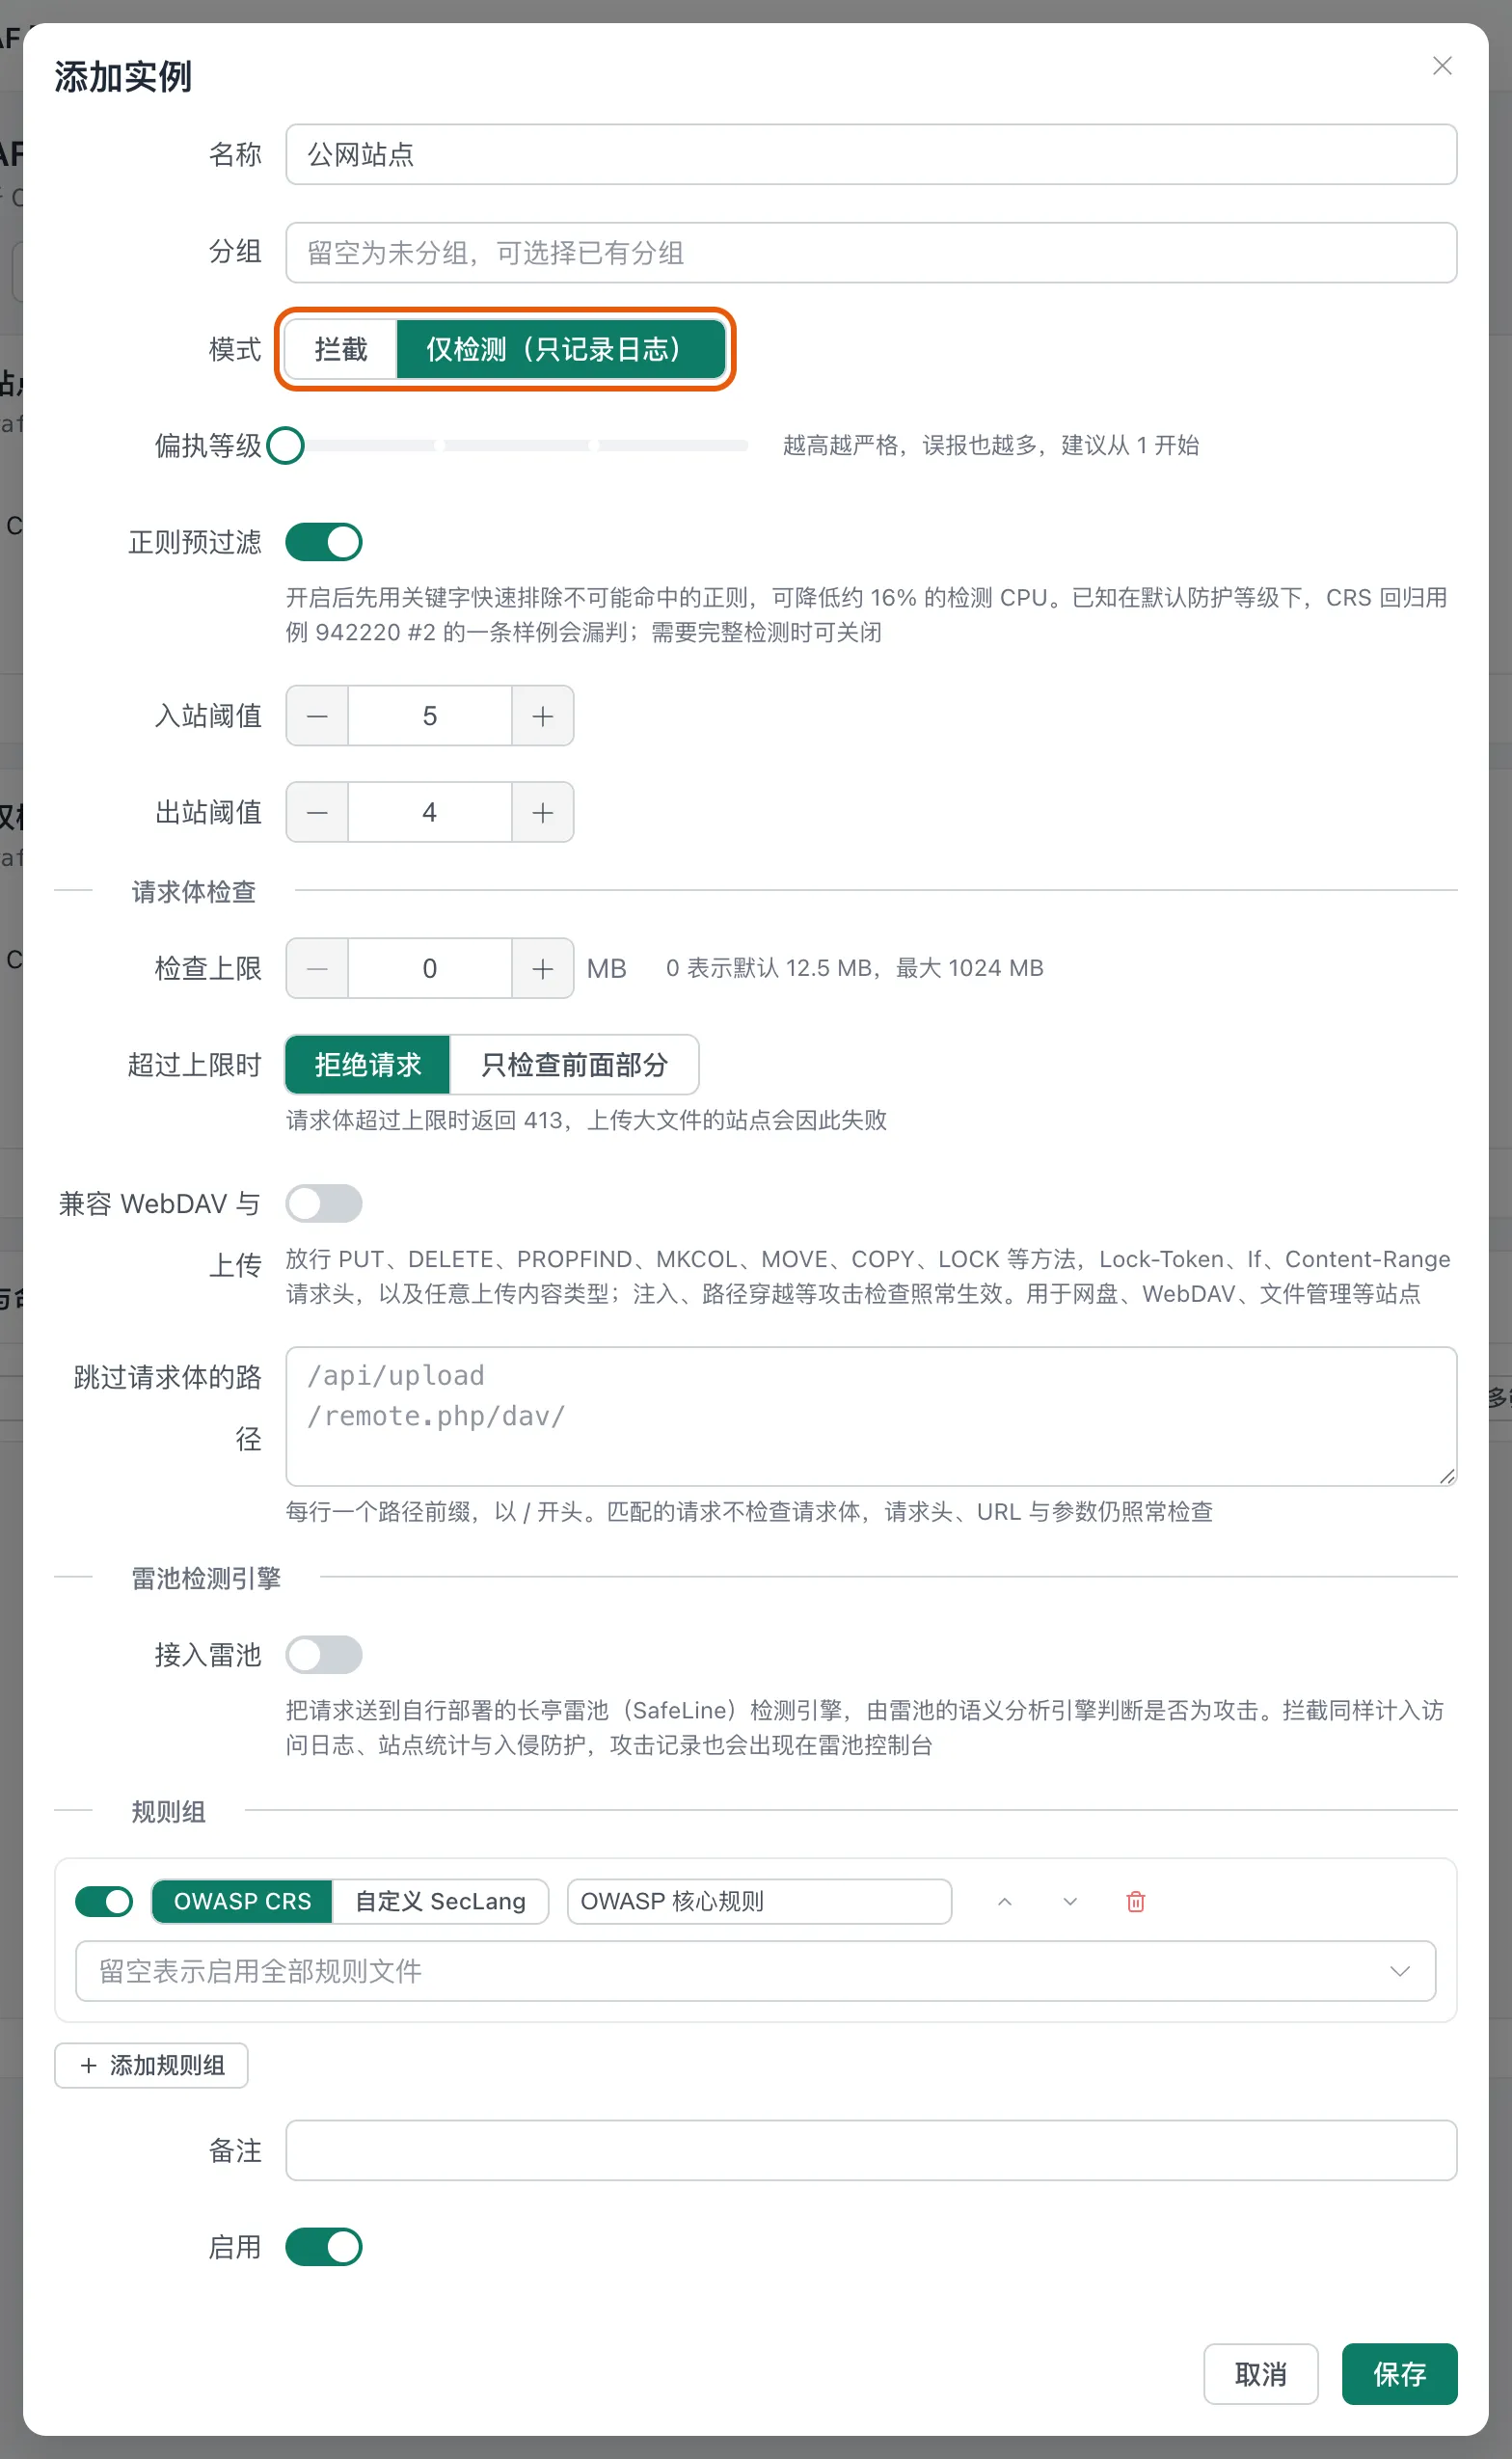 添加实例
名称
公网站点
分组
留空为未分组，可选择已有分组
模式
拦截
仅检测（只记录日志）
偏执等级
越高越严格，误报也越多，建议从 1 开始
正则预过滤
开启后先用关键字快速排除不可能命中的正则，可降低约 16% 的检测 CPU。已知在默认防护等级下，CRS 回归用
例 942220 #2 的一条样例会漏判；需要完整检测时可关闭
入站阈值
5
出站阈值
4
请求体检查
检查上限
0
MB
0 表示默认 12.5 MB，最大 1024 MB
超过上限时
拒绝请求
只检查前面部分
请求体超过上限时返回 413，上传大文件的站点会因此失败
兼容 WebDAV 与
上传
放行 PUT、DELETE、PROPFIND、MKCOL、MOVE、COPY、LOCK 等方法，Lock-Token、If、Content-Range
请求头，以及任意上传内容类型；注入、路径穿越等攻击检查照常生效。用于网盘、WebDAV、文件管理等站点
跳过请求体的路
径
/api/upload
/remote.php/dav/
每行一个路径前缀，以 / 开头。匹配的请求不检查请求体，请求头、URL 与参数仍照常检查
雷池检测引擎
接入雷池
把请求送到自行部署的长亭雷池（SafeLine）检测引擎，由雷池的语义分析引擎判断是否为攻击。拦截同样计入访
问日志、站点统计与入侵防护，攻击记录也会出现在雷池控制台
规则组
OWASP CRS
自定义 SecLang
OWASP 核心规则
留空表示启用全部规则文件
添加规则组
备注
启用
取消
保存